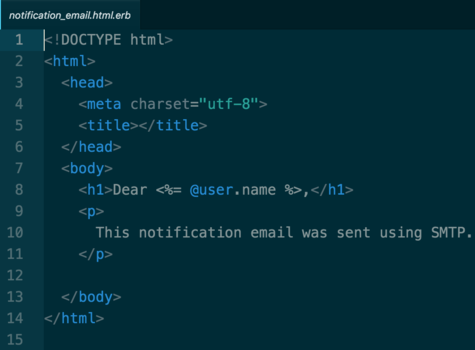 notification_email.html.erb
1 <!DOCTYPE html>
2 <html>
3   <head>
4     <meta charset="utf-8">
5     <title></title>
6   </head>
7   <body>
8     <h1>Dear <%= @user.name %>,</h1>
9     <p>
10       This notification email was sent using SMTP.
11     </p>
12
13   </body>
14 </html>
15